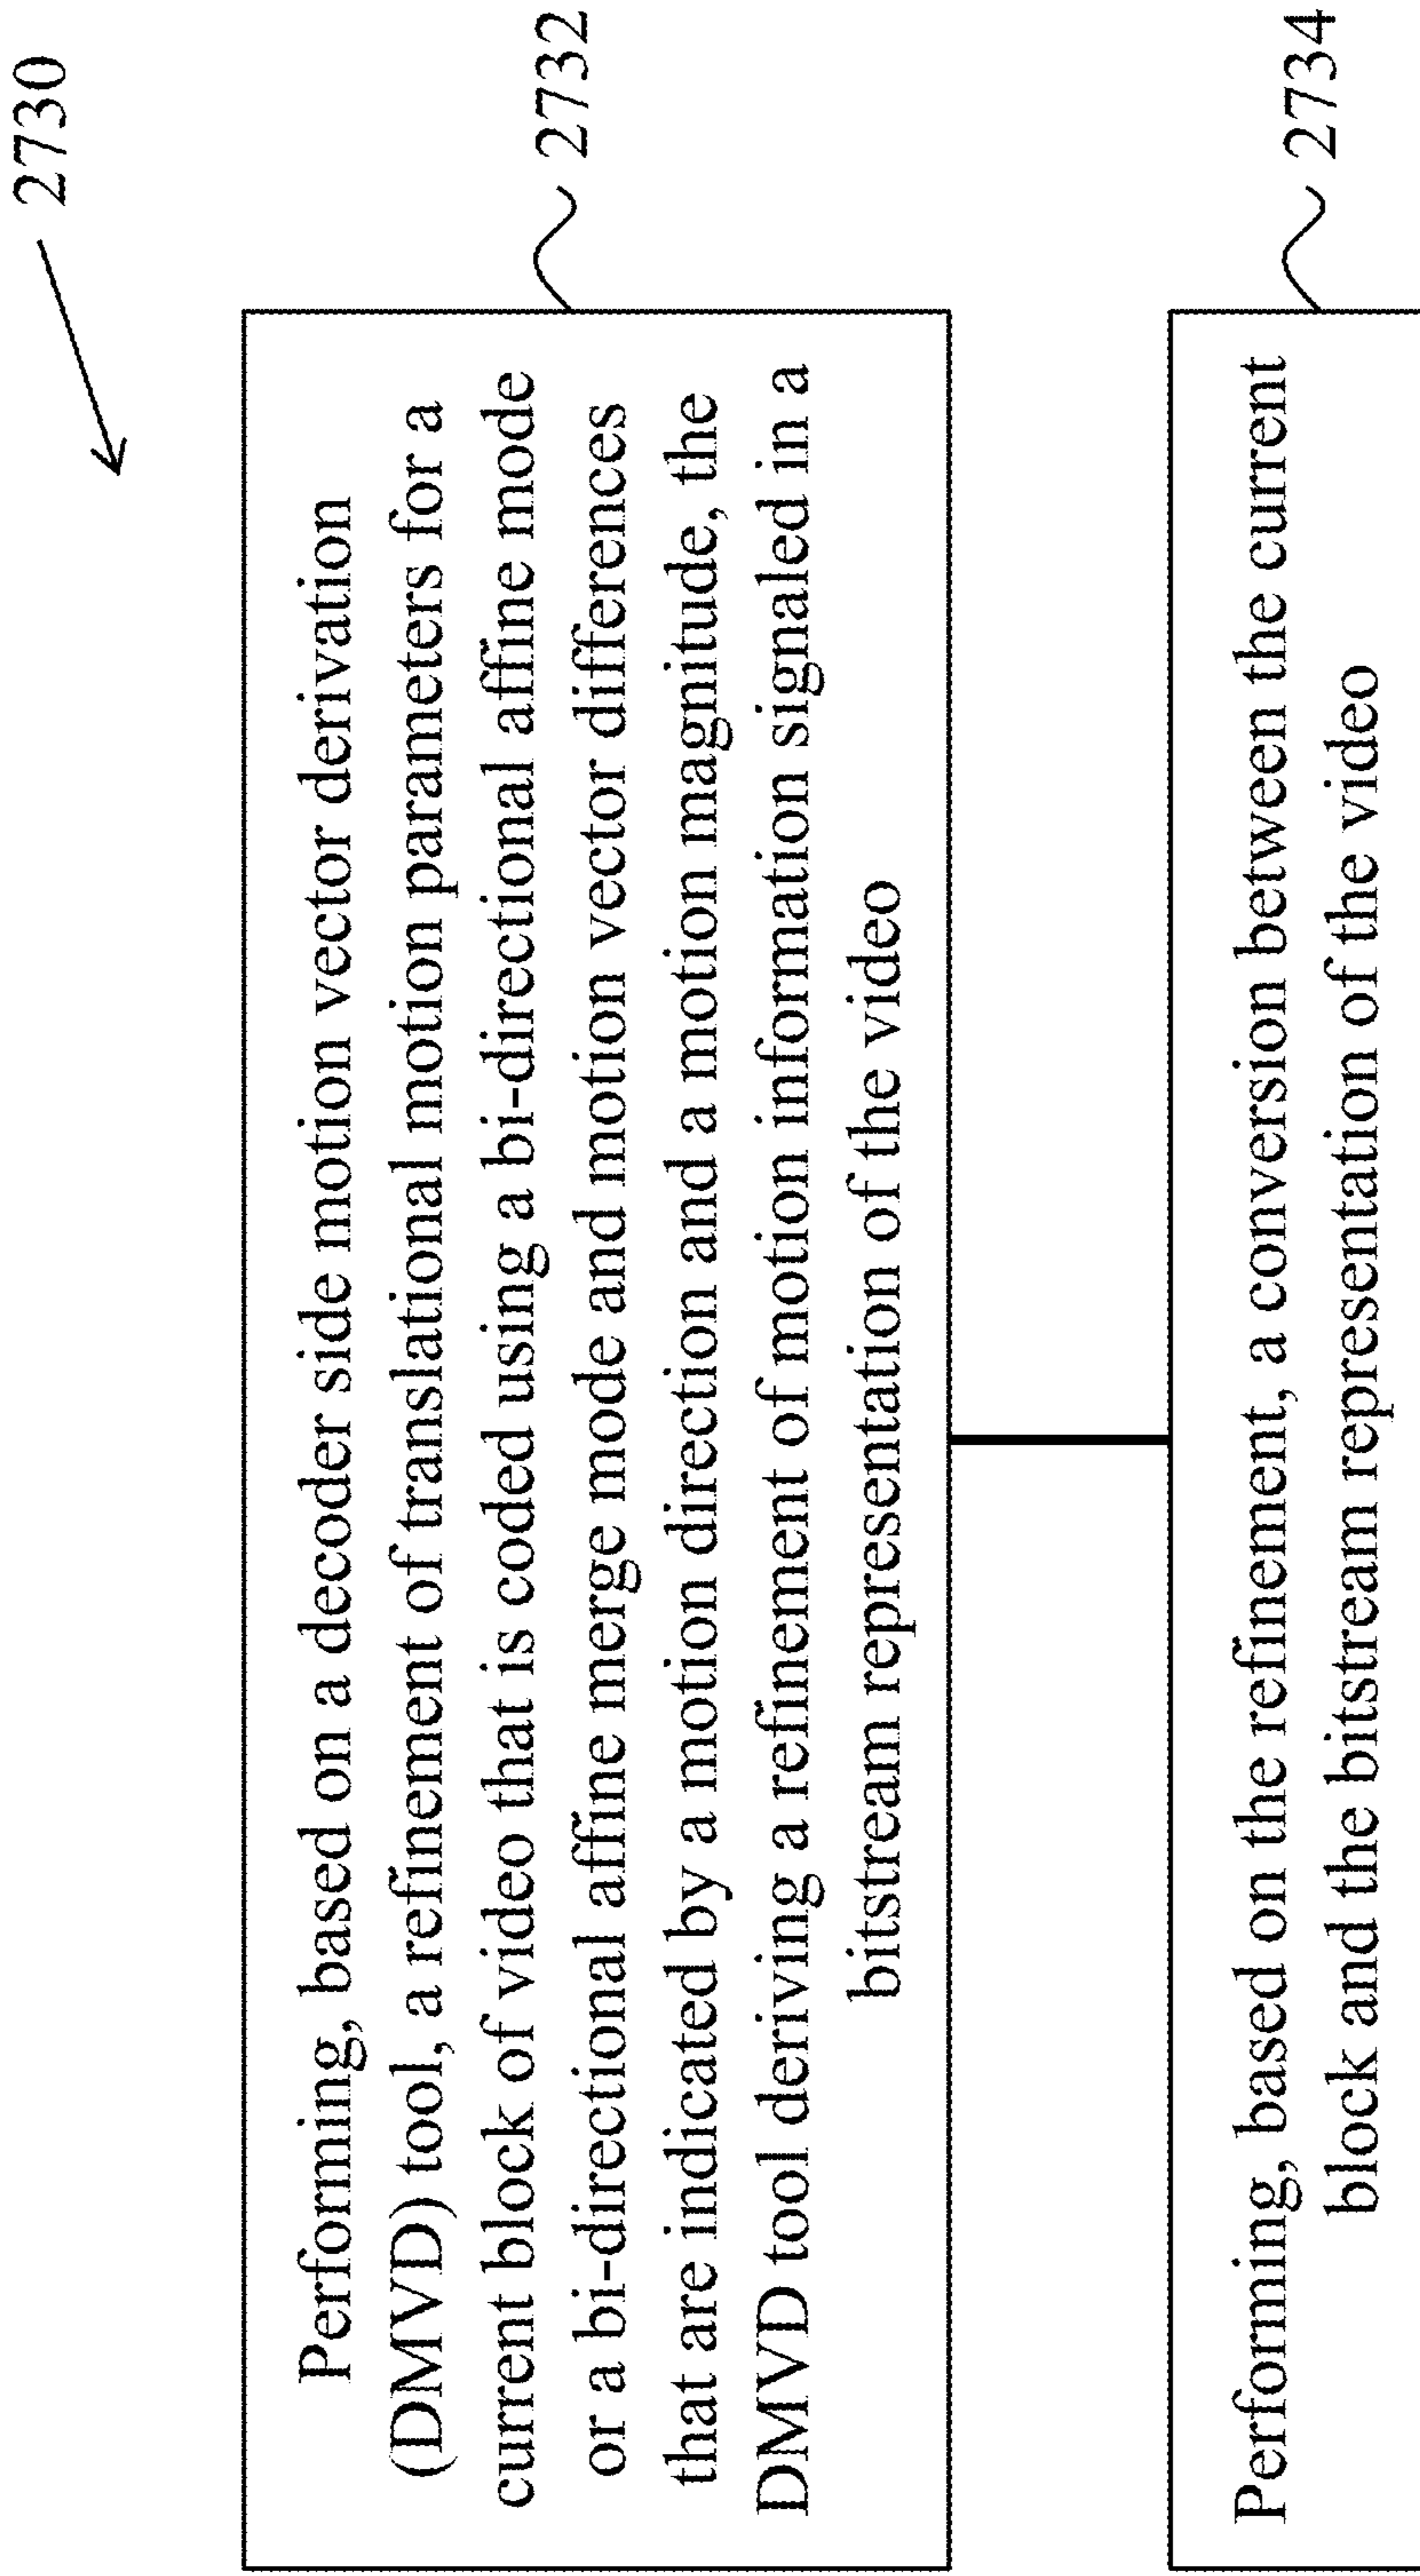 2730
Performing, based on a decoder side motion vector derivation
(DMVD) tool, a refinement of translational motion parameters for a
current block of video that is coded using a bi-directional affine mode
or a bi-directional affine merge mode and motion vector differences
that are indicated by a motion direction and a motion magnitude, the
DMVD tool deriving a refinement of motion information signaled in a
bitstream representation of the video
2732
Performing, based on the refinement, a conversion between the current
block and the bitstream representation of the video
2734